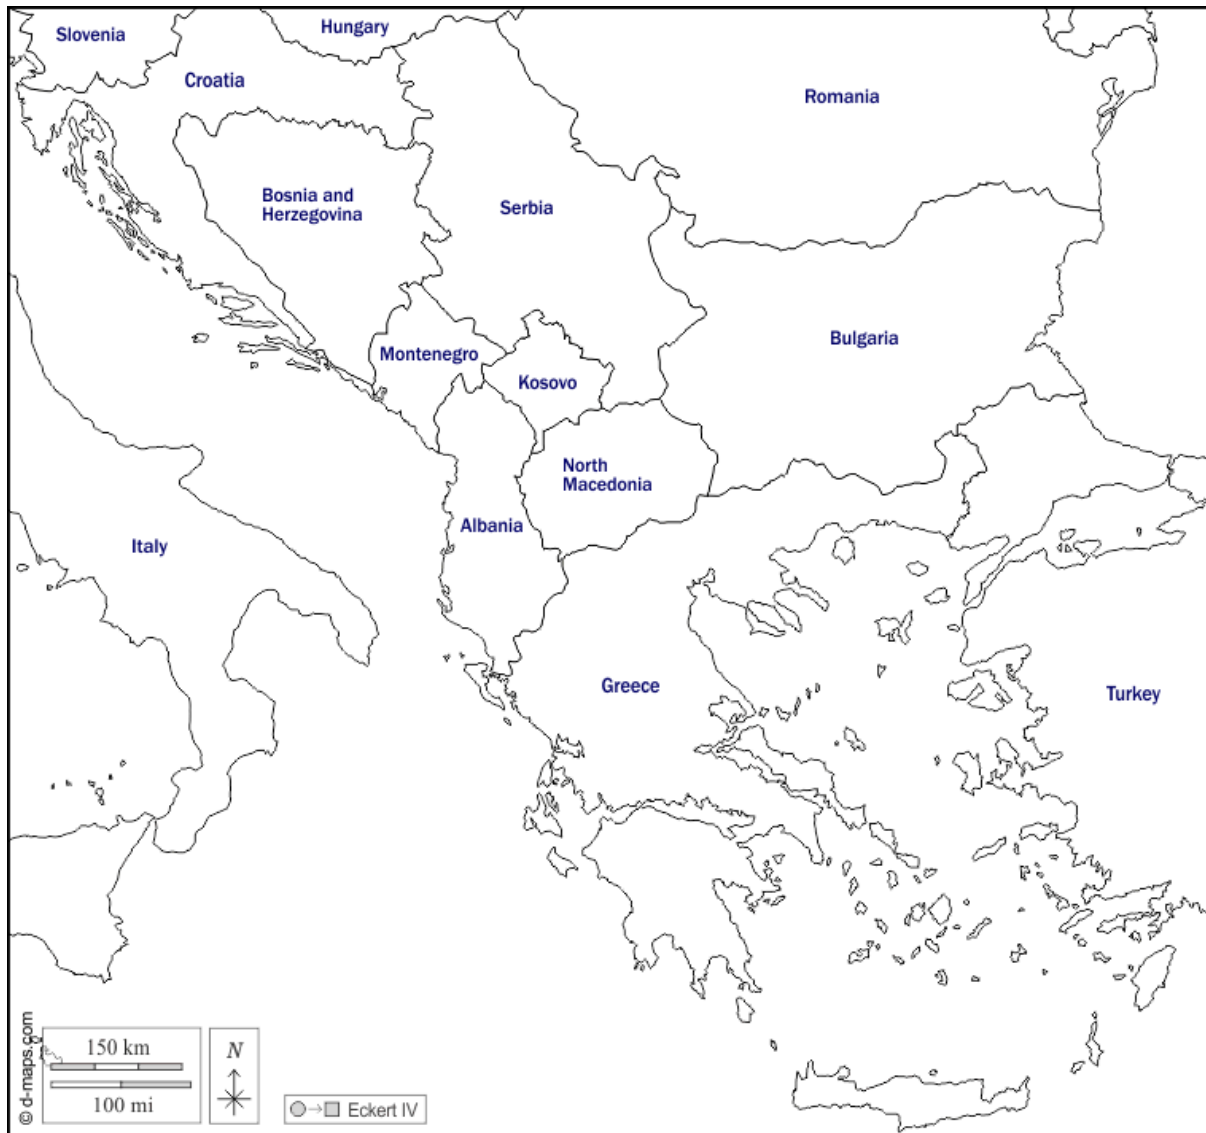 Slovenia
Hungary
Croatia
Romania
Bosnia and
Herzegovina
Serbia
Bulgaria
Montenegro
Kosovo
North
Macedonia
Albania
Italy
Greece
Turkey
© d-maps.com
150 km
100 mi
N
Eckert IV